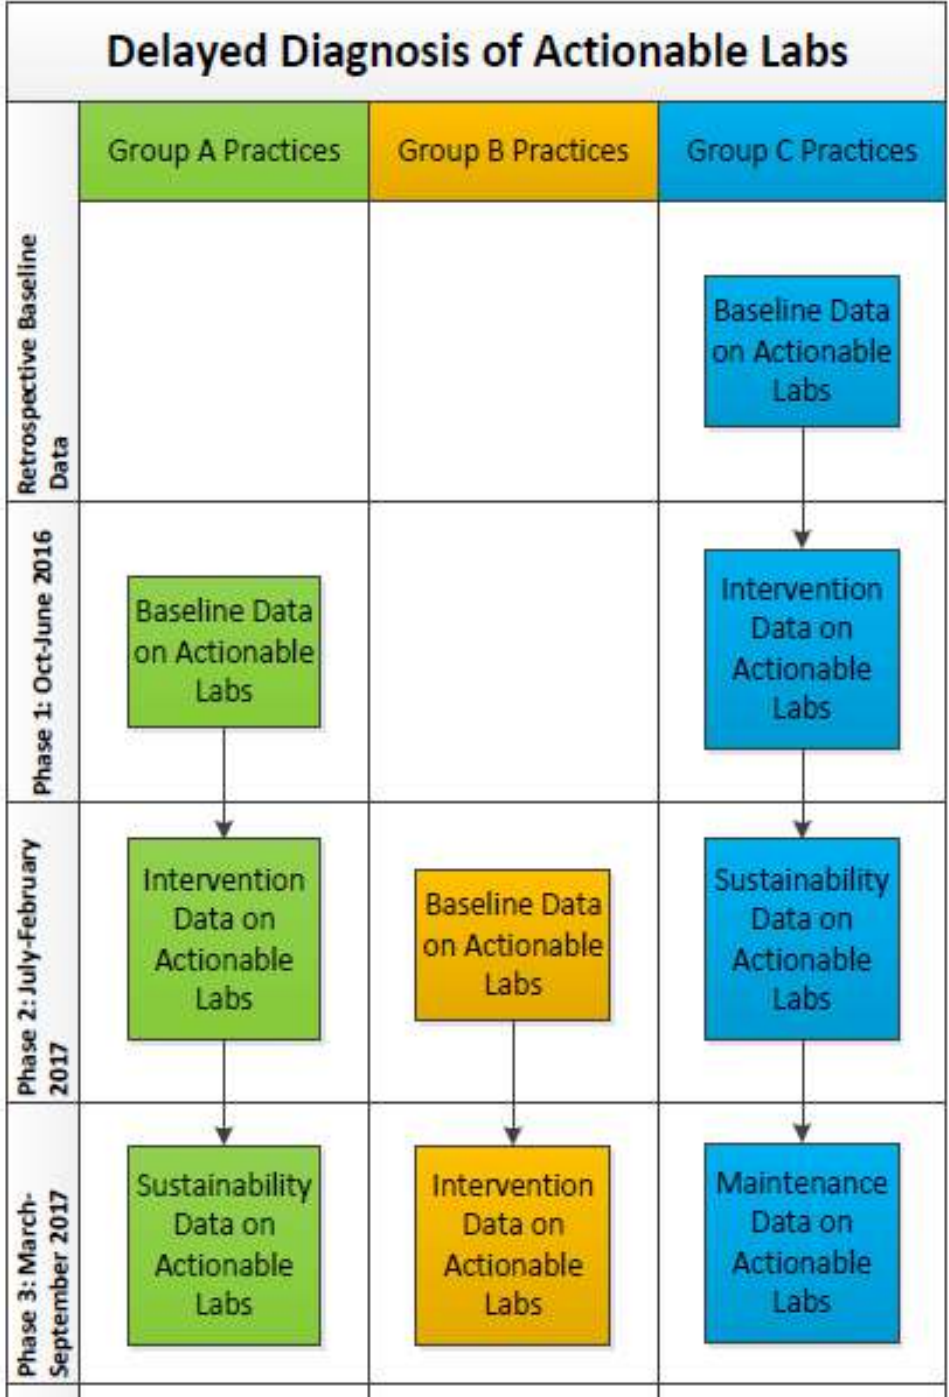 Delayed Diagnosis of Actionable Labs
Group A Practices
Group B Practices
Group C Practices
Retrospective Baseline
Data
Baseline Data
on Actionable
Labs
Phase 1: Oct-June 2016
Baseline Data
on Actionable
Labs
Intervention
Data on
Actionable
Labs
Phase 2: July-February
2017
Intervention
Data on
Actionable
Labs
Baseline Data
on Actionable
Labs
Sustainability
Data on
Actionable
Labs
Phase 3: March-
September 2017
Sustainability
Data on
Actionable
Labs
Intervention
Data on
Actionable
Labs
Maintenance
Data on
Actionable
Labs